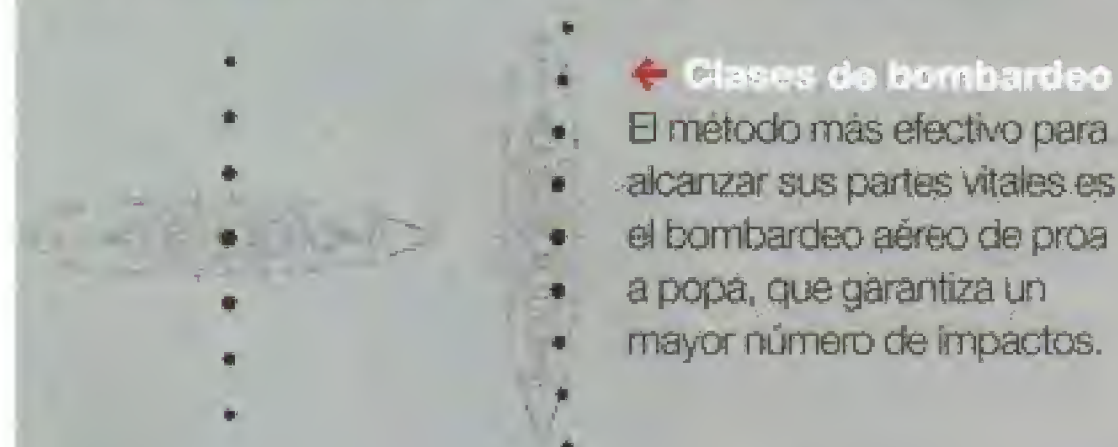 Clases de bombardeo
El método más efectivo para
alcanzar sus partes vitales es
el bombardeo aéreo de proa
a popa, que garantiza un
mayor número de impactos.